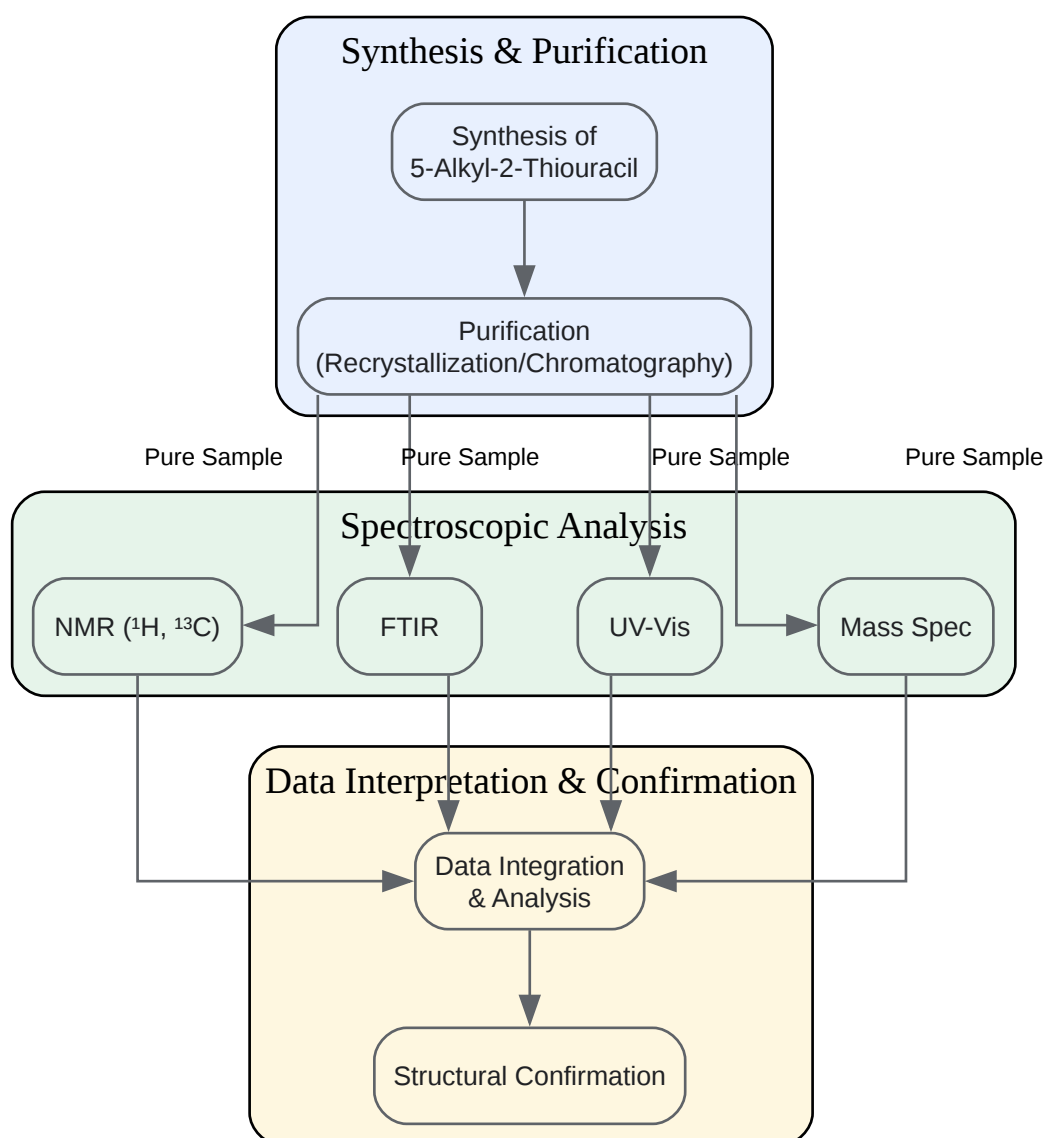 Synthesis & Purification
Synthesis of
5-Alkyl-2-Thiouracil
Purification
(Recrystallization/Chromatography)
Pure Sample
Pure Sample
Pure Sample
Pure Sample
Spectroscopic Analysis
NMR (¹H, ¹³C)
FTIR
UV-Vis
Mass Spec
Data Interpretation & Confirmation
Data Integration
& Analysis
Structural Confirmation